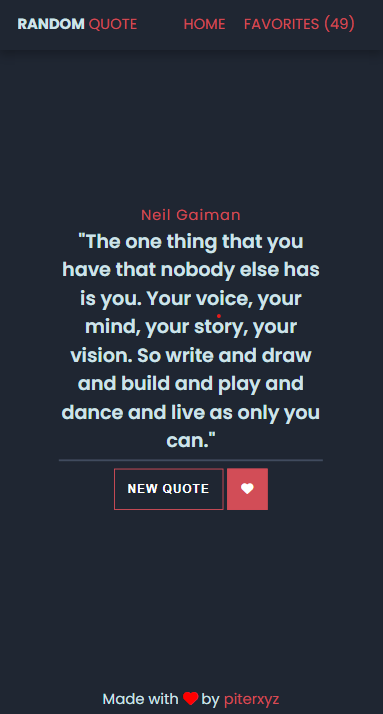 RANDOM QUOTE HOME FAVORITES (49)
Neil Gaiman
"The one thing that you
have that nobody else has
is you. Your voice, your
mind, your story, your
vision. So write and draw
and build and play and
dance and live as only you
can."
NEW QUOTE
Made with ❤ by piterxyz